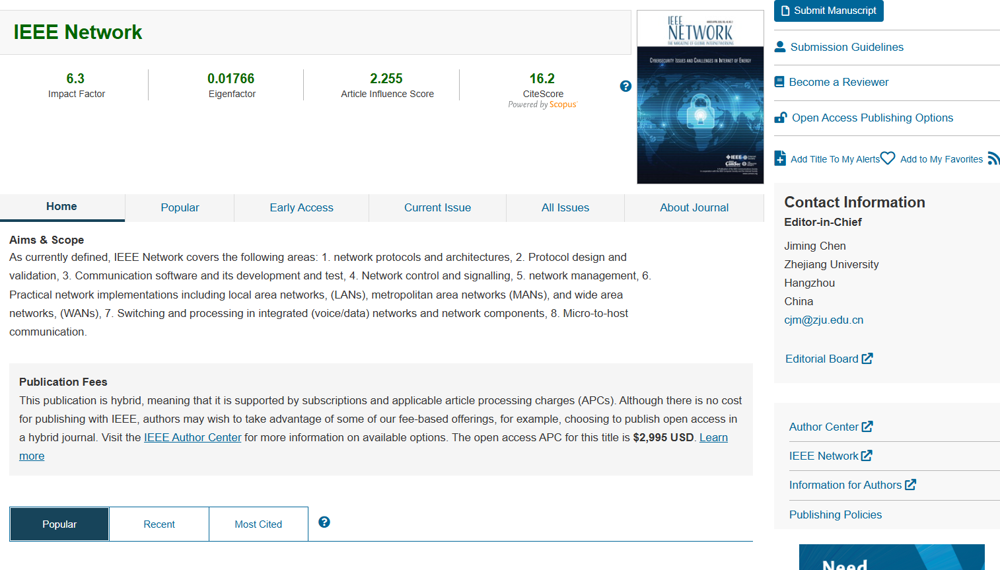 IEEE Network
6.3
Impact Factor
0.01766
Eigenfactor
2.255
Article Influence Score
16.2
CiteScore
Powered by Scopus
IEEE
NETWORK
THE MAGAZINE OF GLOBAL INTERNETWORKING
CYBERSECURITY ISSUES AND CHALLENGES IN INTERNET OF ENERGY
IEEE
ComSoc
Submit Manuscript
Submission Guidelines
Become a Reviewer
Open Access Publishing Options
Add Title To My Alerts
Add to My Favorites
Home
Popular
Early Access
Current Issue
All Issues
About Journal
Aims & Scope
As currently defined, IEEE Network covers the following areas: 1. network protocols and architectures, 2. Protocol design and
validation, 3. Communication software and its development and test, 4. Network control and signalling, 5. network management, 6.
Practical network implementations including local area networks, (LANs), metropolitan area networks (MANs), and wide area
networks, (WANs), 7. Switching and processing in integrated (voice/data) networks and network components, 8. Micro-to-host
communication.
Publication Fees
This publication is hybrid, meaning that it is supported by subscriptions and applicable article processing charges (APCs). Although there is no cost
for publishing with IEEE, authors may wish to take advantage of some of our fee-based offerings, for example, choosing to publish open access in
a hybrid journal. Visit the IEEE Author Center for more information on available options. The open access APC for this title is $2,995 USD. Learn
more
Popular
Recent
Most Cited
Contact Information
Editor-in-Chief
Jiming Chen
Zhejiang University
Hangzhou
China
cjm@zju.edu.cn
Editorial Board
Author Center
IEEE Network
Information for Authors
Publishing Policies
Need